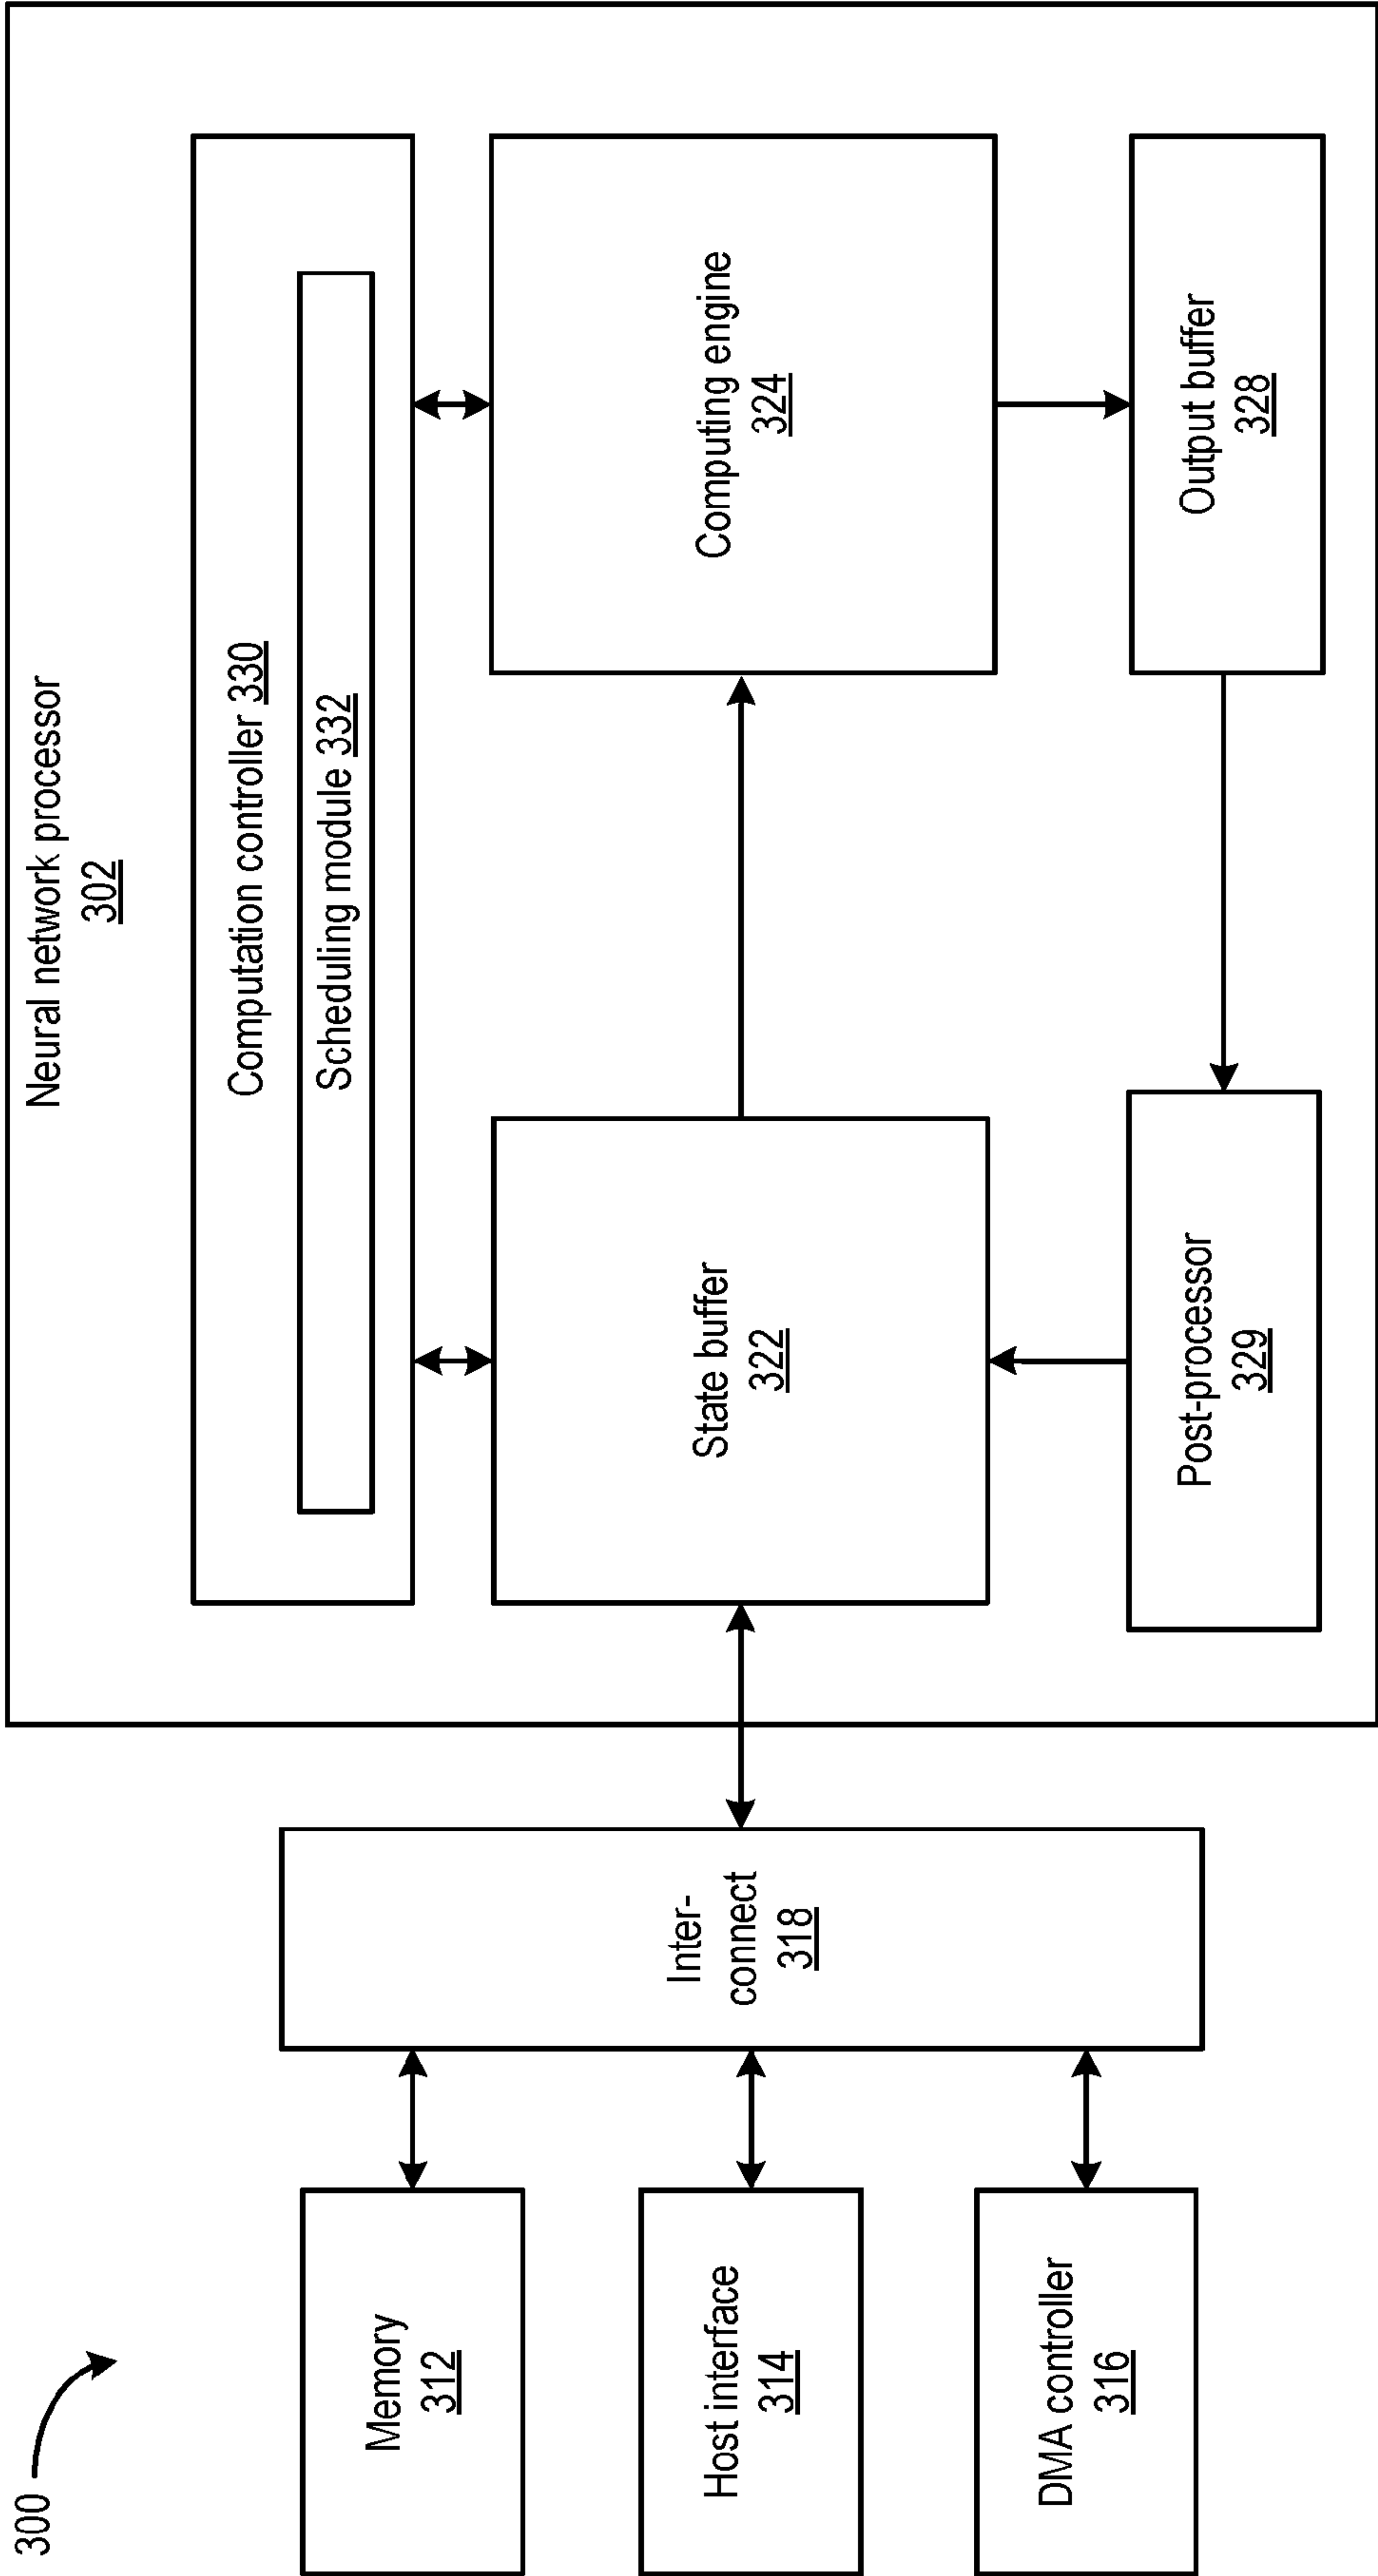 300
Neural network processor
302
Computation controller 330
Scheduling module 332
Memory
312
Host interface
314
DMA controller
316
Inter-
connect
318
State buffer
322
Computing engine
324
Post-processor
329
Output buffer
328